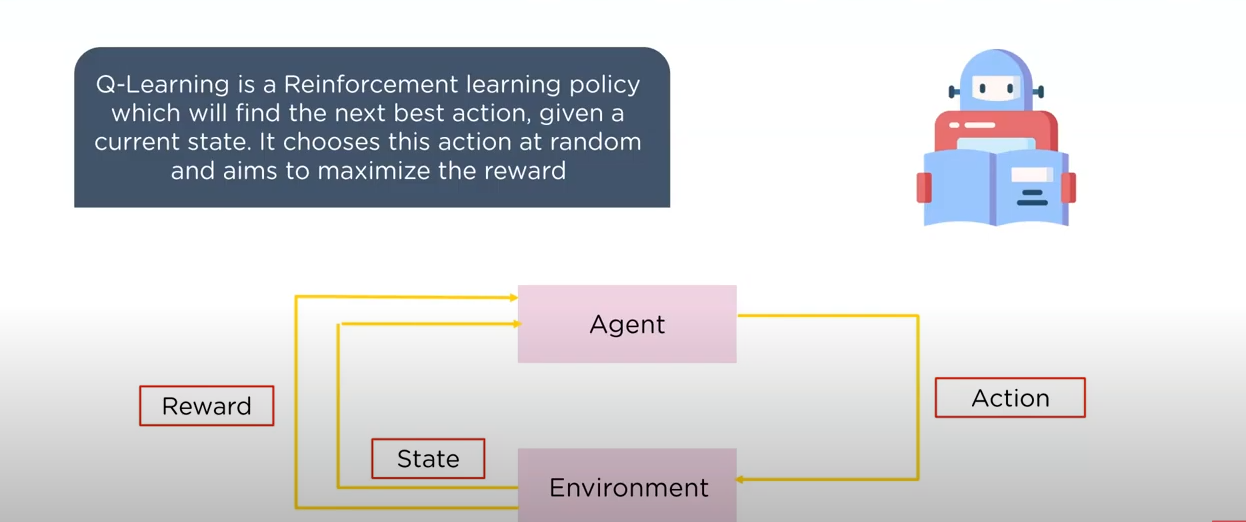 Q-Learning is a Reinforcement learning policy
which will find the next best action, given a
current state. It chooses this action at random
and aims to maximize the reward
Agent
Reward
Action
State
Environment